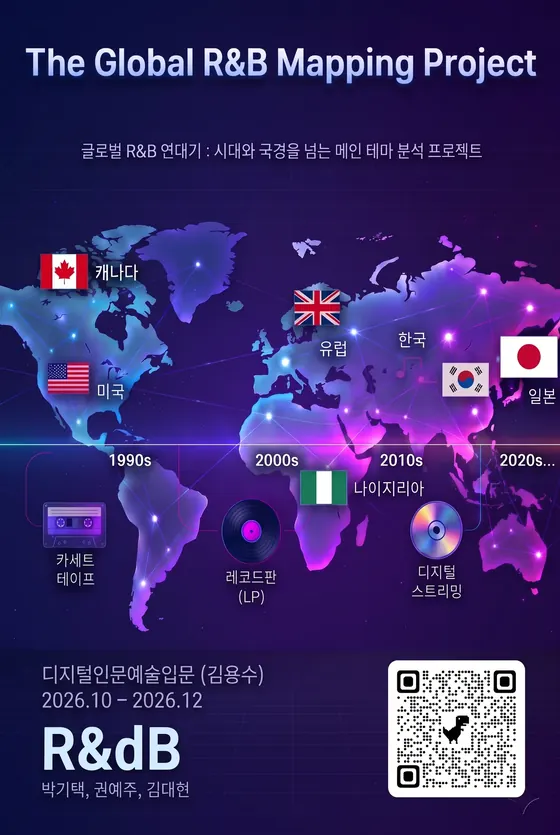 The Global R&B Mapping Project
글로벌 R&B 연대기 : 시대와 국경을 넘는 메인 테마 분석 프로젝트
캐나다
유럽
한국
미국
일본
1990s
2000s
2010s
2020s...
나이지리아
카세트
테이프
레코드판
(LP)
디지털
스트리밍
디지털인문예술입문 (김용수)
2026.10 – 2026.12
R&dB
박기택, 권예주, 김대현